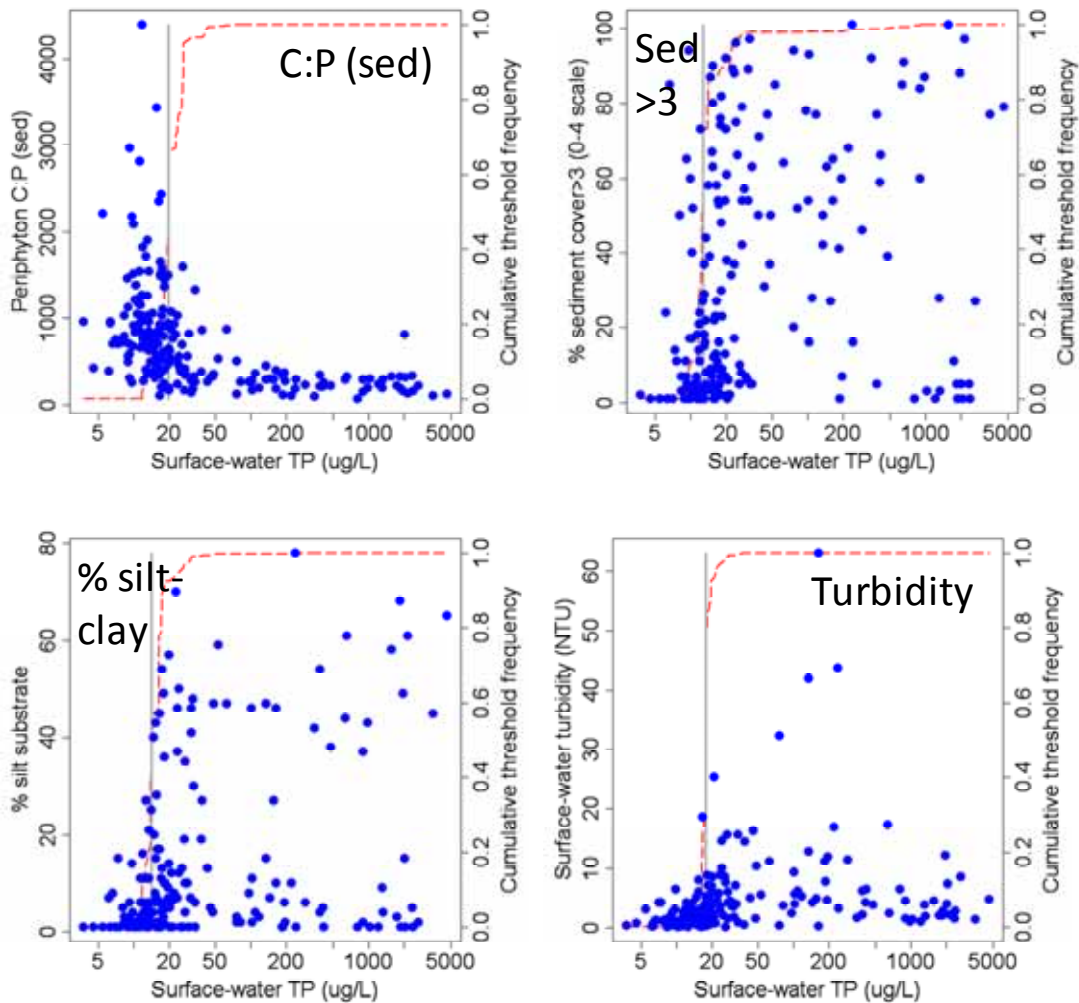 C:P (sed)
Periphyton C:P (sed)
0 1000 2000 3000 4000
0.0 0.2 0.4 0.6 0.8 1.0
Cumulative threshold frequency
5 20 50 200 1000 5000
Surface-water TP (ug/L)
Sed
>3
% sediment cover>3 (0-4 scale)
0 20 40 60 80 100
0.0 0.2 0.4 0.6 0.8 1.0
Cumulative threshold frequency
5 20 50 200 1000 5000
Surface-water TP (ug/L)
% silt-
clay
% silt substrate
0 20 40 60 80
0.0 0.2 0.4 0.6 0.8 1.0
Cumulative threshold frequency
5 20 50 200 1000 5000
Surface-water TP (ug/L)
Turbidity
Surface-water turbidity (NTU)
0 10 20 30 40 50 60
0.0 0.2 0.4 0.6 0.8 1.0
Cumulative threshold frequency
5 20 50 200 1000 5000
Surface-water TP (ug/L)